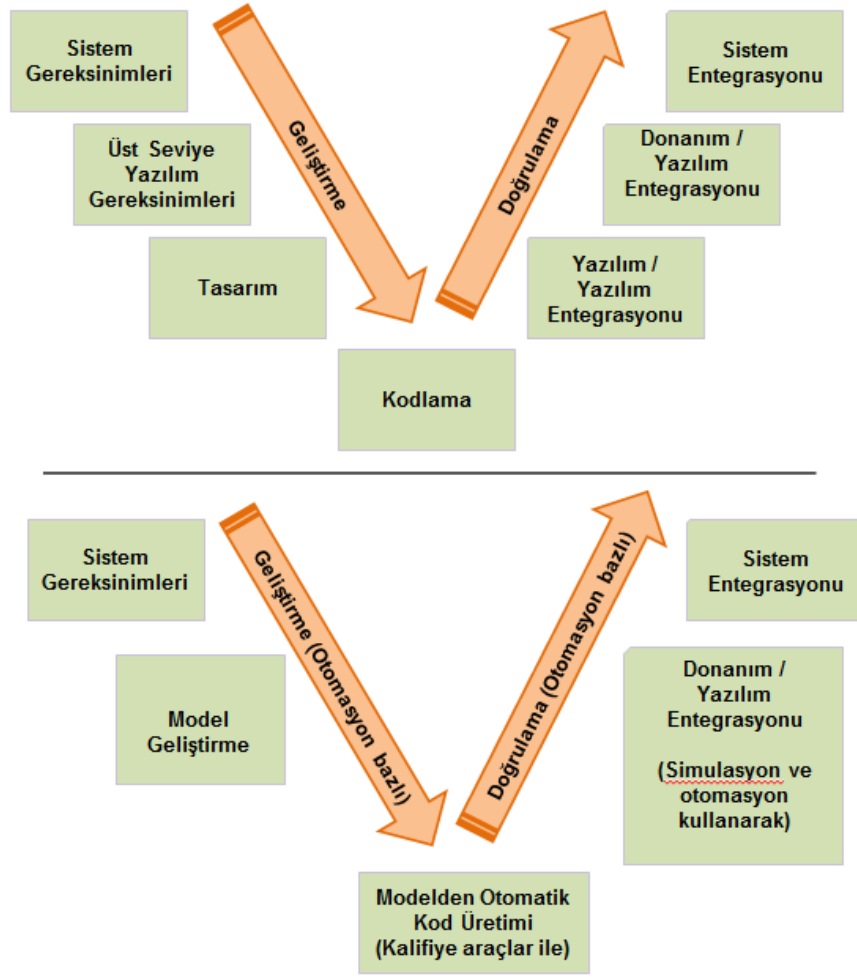 Sistem
Gereksinimleri
Üst Seviye
Yazılım
Gereksinimleri
Tasarım
Kodlama
Geliştirme
Doğrulama
Sistem
Entegrasyonu
Donanım /
Yazılım
Entegrasyonu
Yazılım /
Yazılım
Entegrasyonu
Sistem
Gereksinimleri
Model
Geliştirme
Geliştirme (Otomasyon bazlı)
Modelden Otomatik
Kod Üretimi
(Kalifiye araçlar ile)
Doğrulama (Otomasyon bazlı)
Sistem
Entegrasyonu
Donanım /
Yazılım
Entegrasyonu
(Simulasyon ve
otomasyon
kullanarak)